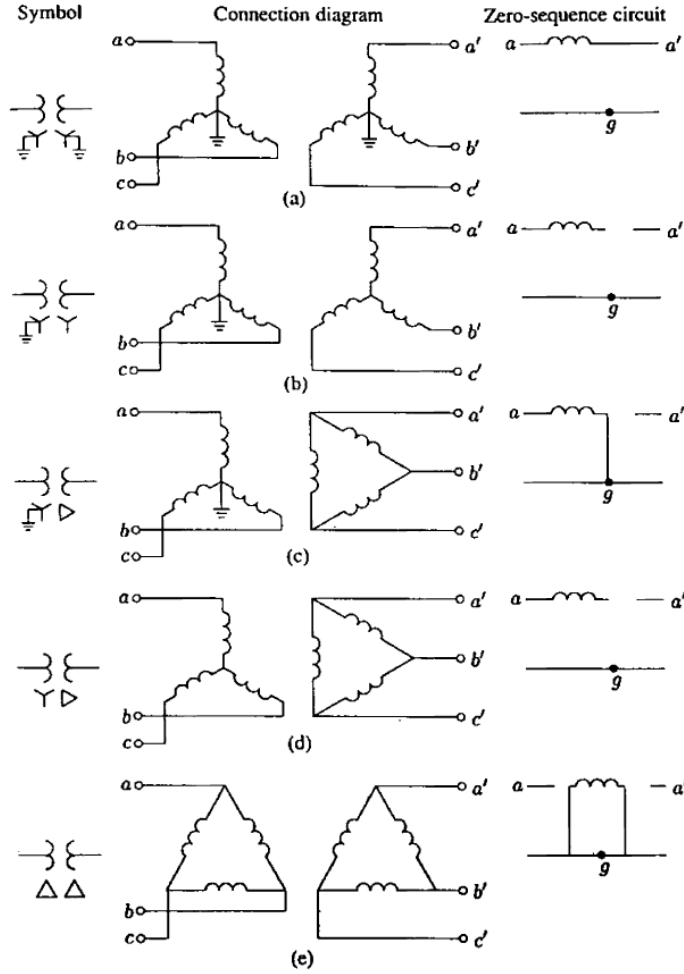 Symbol Connection diagram Zero-sequence circuit
a a' a a'
g
b b'
c c'
(a)
a a' a a'
g
b b'
c c'
(b)
a a' a a'
b' g
b
c c'
(c)
a a' a a'
b' g
b c'
c
(d)
a a' a a'
g
b b'
c c'
(e)